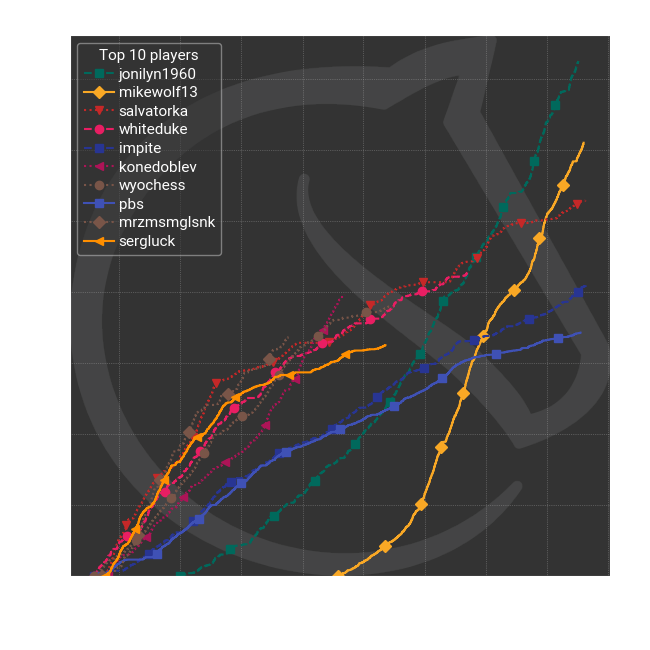 Top 10 players
jonilyn1960
mikewolf13
salvatorka
whiteduke
impite
konedoblev
wyochess
pbs
mrzmsmglsnk
sergluck